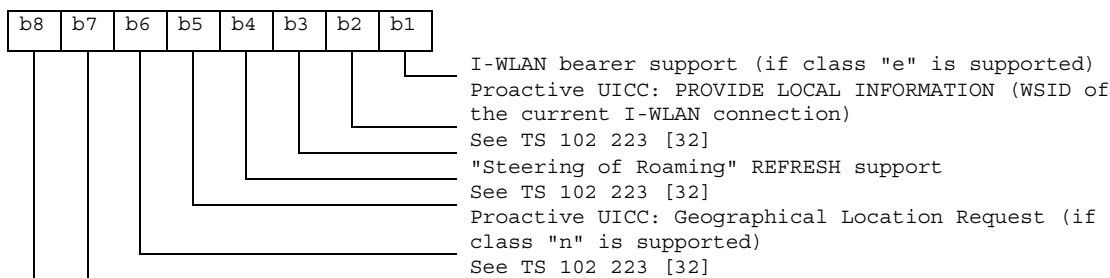 b8 b7 b6 b5 b4 b3 b2 b1
I-WLAN bearer support (if class "e" is supported)
Proactive UICC: PROVIDE LOCAL INFORMATION (WSID of
the current I-WLAN connection)
See TS 102 223 [32]
"Steering of Roaming" REFRESH support
See TS 102 223 [32]
Proactive UICC: Geographical Location Request (if
class "n" is supported)
See TS 102 223 [32]